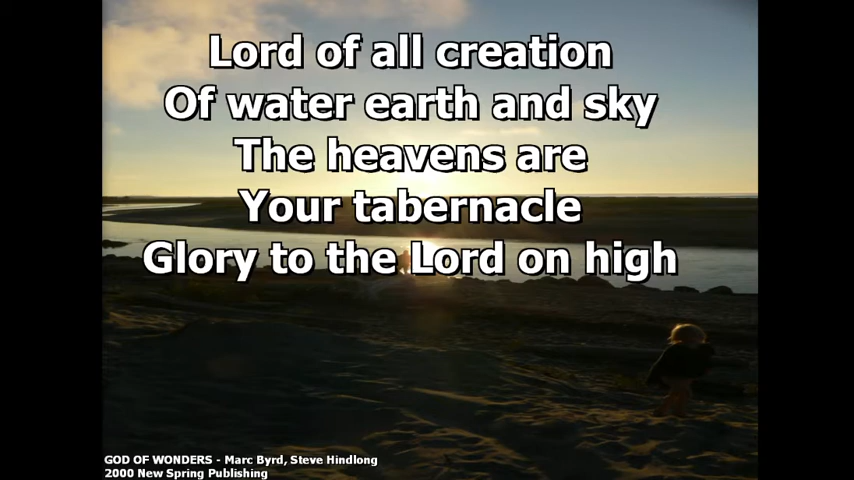 Lord of all creation
Of water earth and sky
The heavens are
Your tabernacle
Glory to the Lord on high
GOD OF WONDERS - Marc Byrd, Steve Hindlong
2000 New Spring Publishing